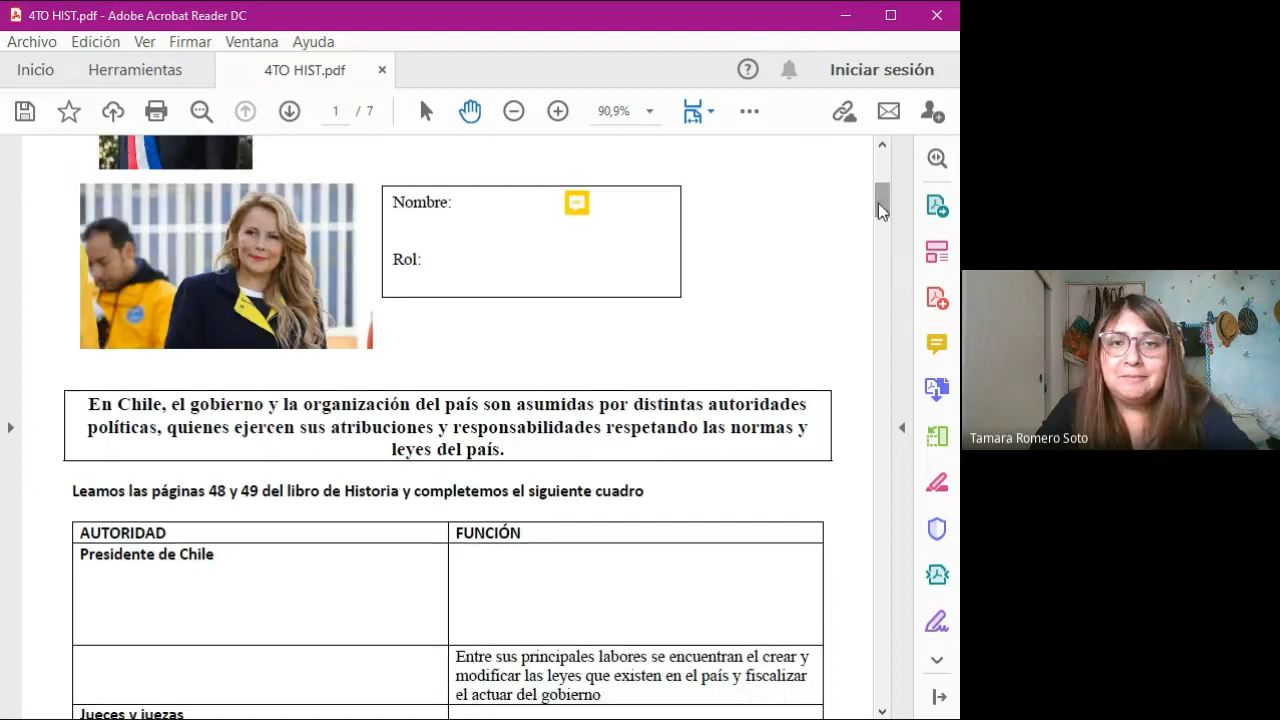 4TO HIST.pdf - Adobe Acrobat Reader DC
Archivo Edición Ver Firmar Ventana Ayuda
Inicio Herramientas 4TO HIST.pdf Iniciar sesión
1 / 7 90,9%
Nombre:
Rol:
En Chile, el gobierno y la organización del país son asumidas por distintas autoridades
políticas, quienes ejercen sus atribuciones y responsabilidades respetando las normas y
leyes del país.
Leamos las páginas 48 y 49 del libro de Historia y completemos el siguiente cuadro
AUTORIDAD FUNCIÓN
Presidente de Chile
Entre sus principales labores se encuentran el crear y
modificar las leyes que existen en el país y fiscalizar
el actuar del gobierno
Jueces y juezas
Tamara Romero Soto